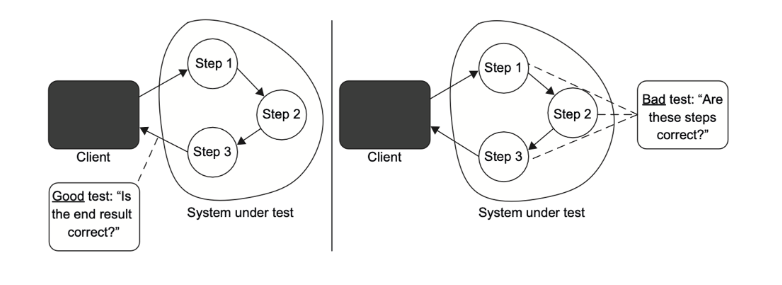 Step 1
Step 2
Step 3
Client
Good test: “Is
the end result
correct?”
System under test
Step 1
Step 2
Step 3
Client
Bad test: “Are
these steps
correct?”
System under test